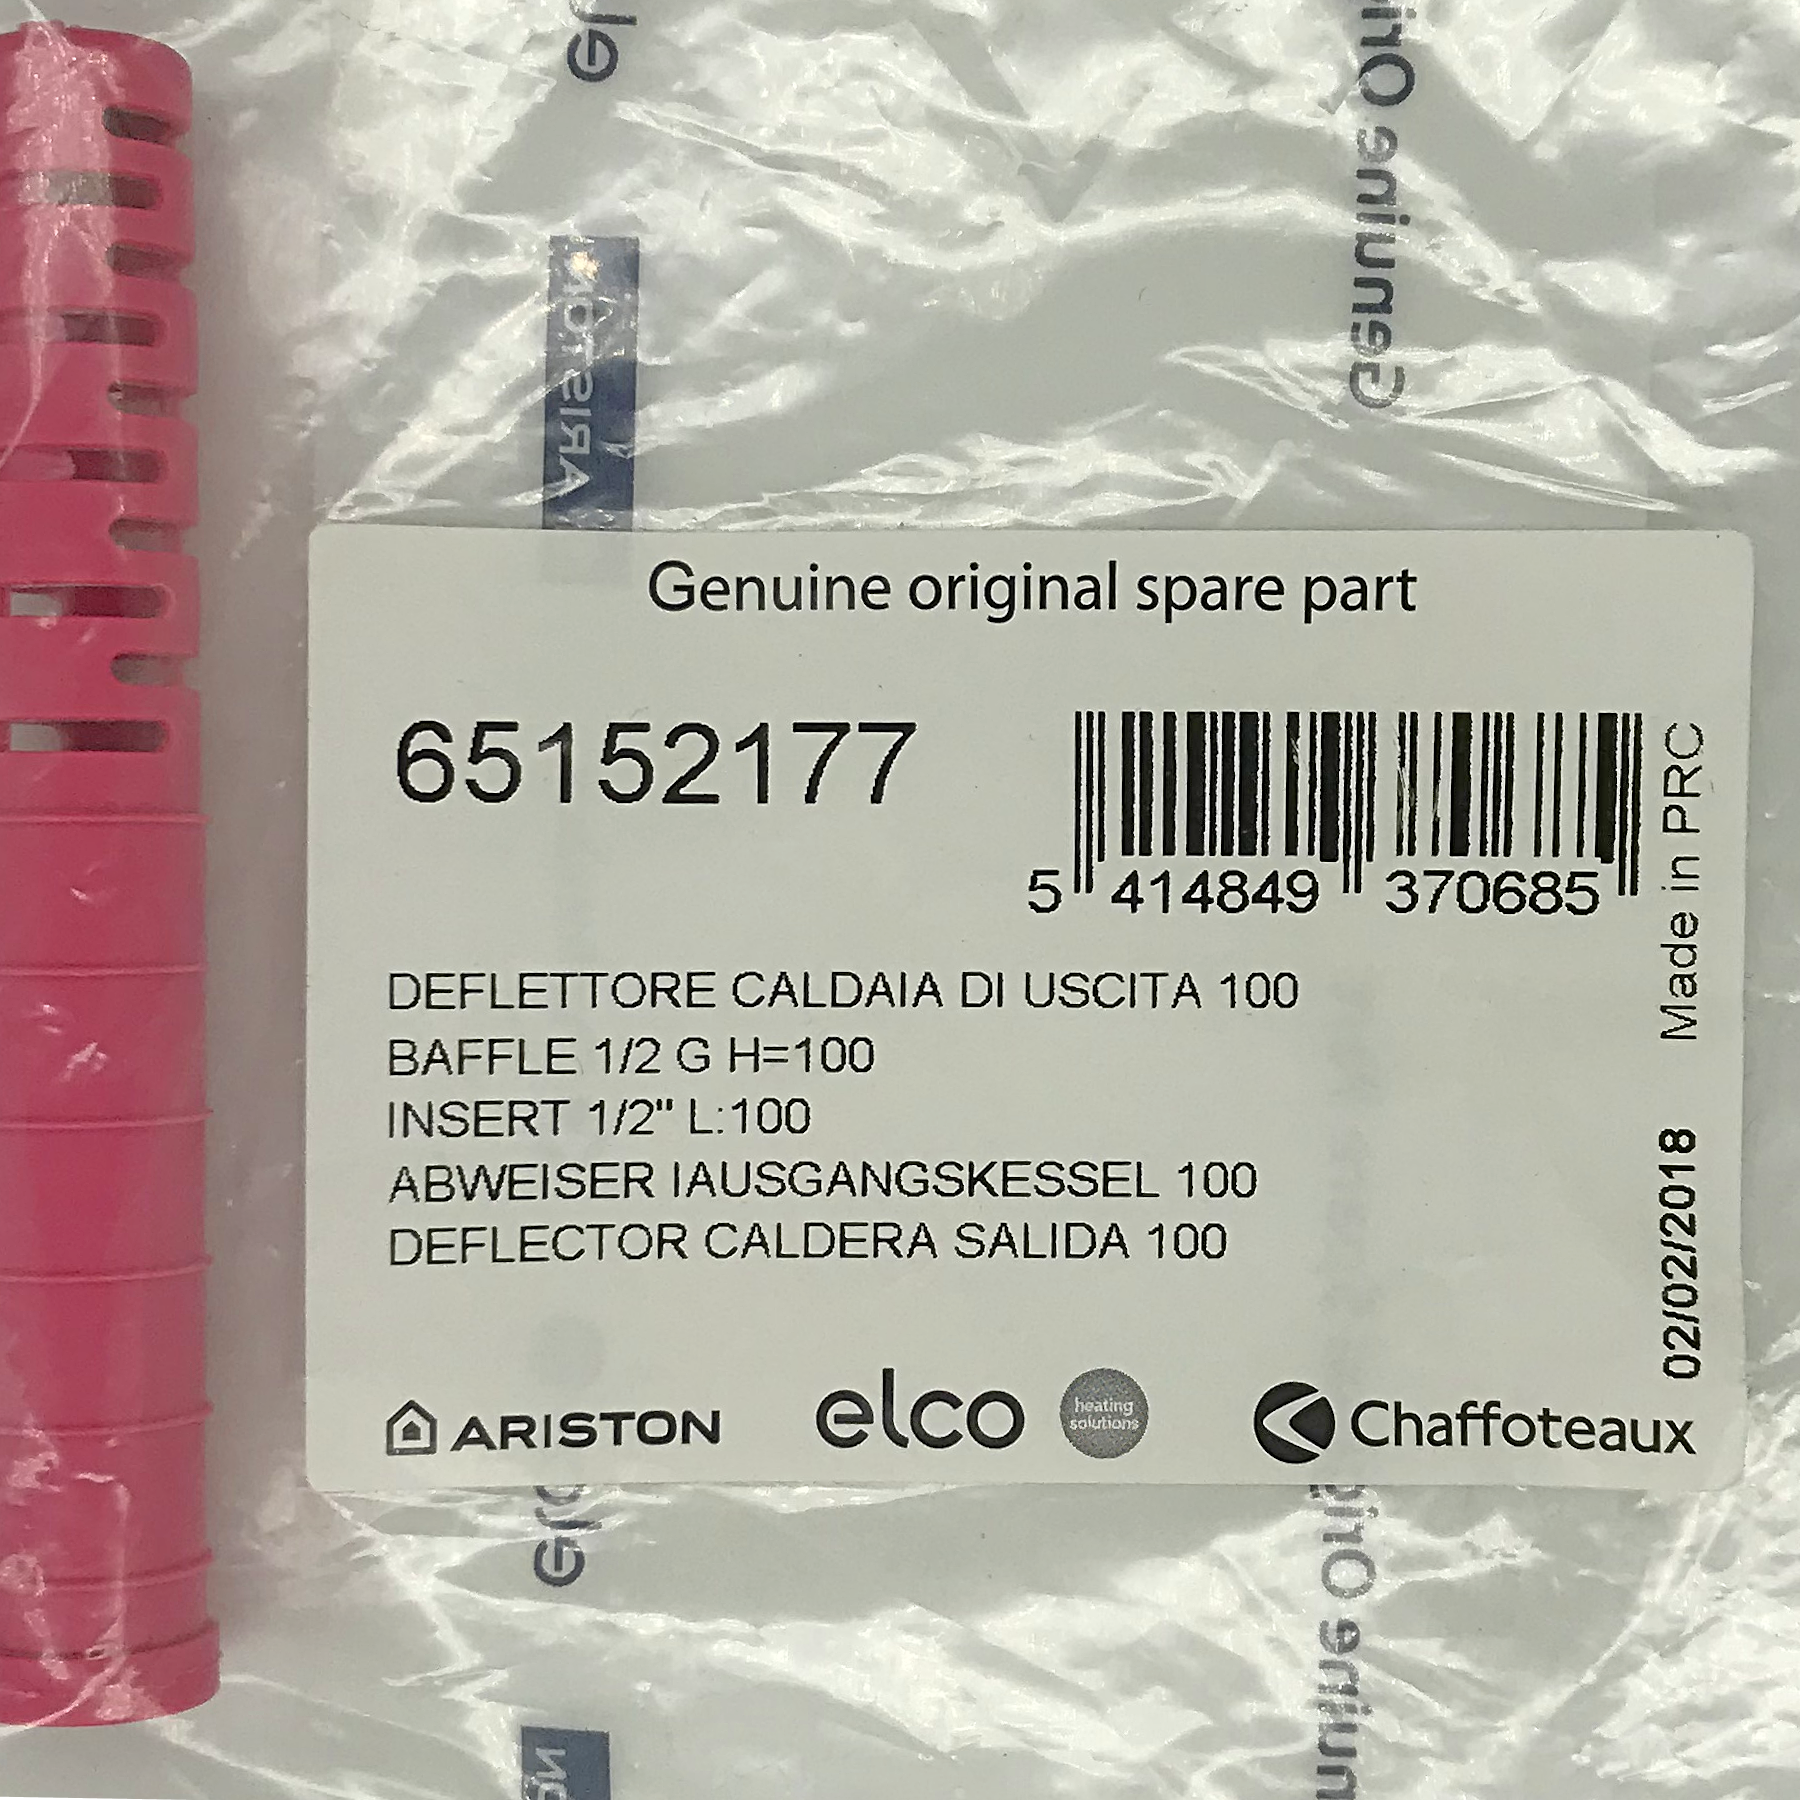 Genuine original spare part
65152177
5 414849 370685
Made in PRC
02/02/2018
DEFLETTORE CALDAIA DI USCITA 100
BAFFLE 1/2 G H=100
INSERT 1/2" L:100
ABWEISER IAUSGANGSKESSEL 100
DEFLECTOR CALDERA SALIDA 100
ARISTON
elco
heating
solutions
Chaffoteaux
Genuine
ARISTON